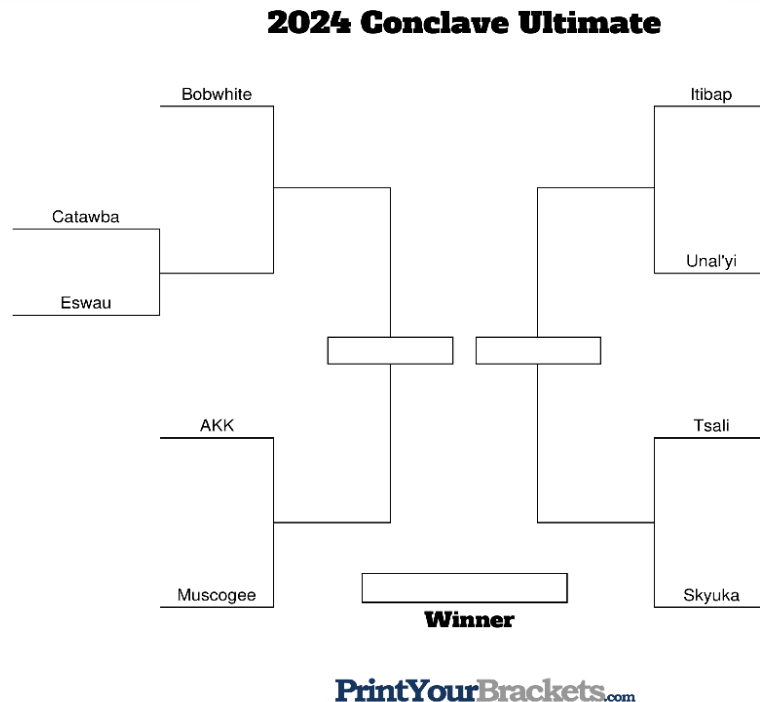 2024 Conclave Ultimate
Bobwhite
Itibap
Catawba
Unal'yi
Eswau
AKK
Tsali
Muscogee
Skyuka
Winner
PrintYourBrackets.com